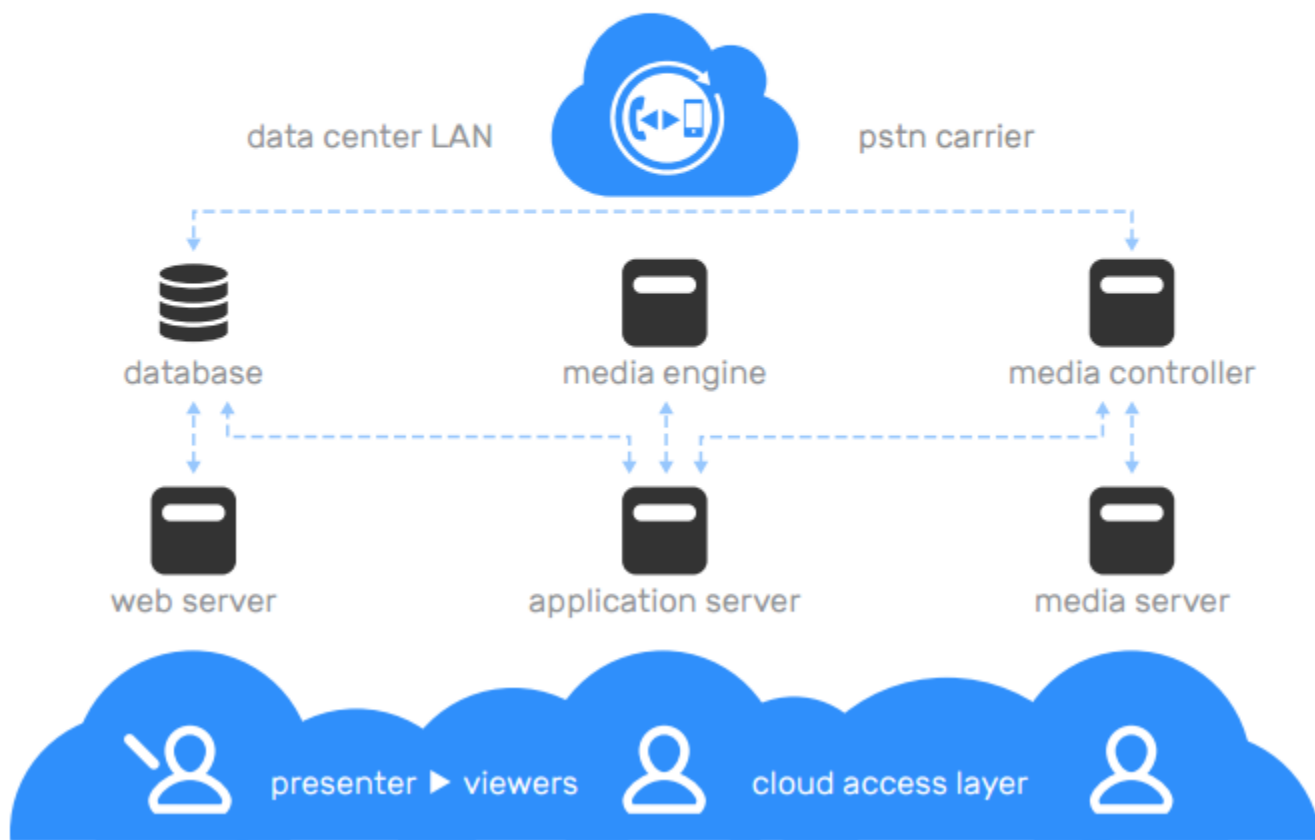 data center LAN
pstn carrier
database
media engine
media controller
web server
application server
media server
presenter ▶ viewers
cloud access layer